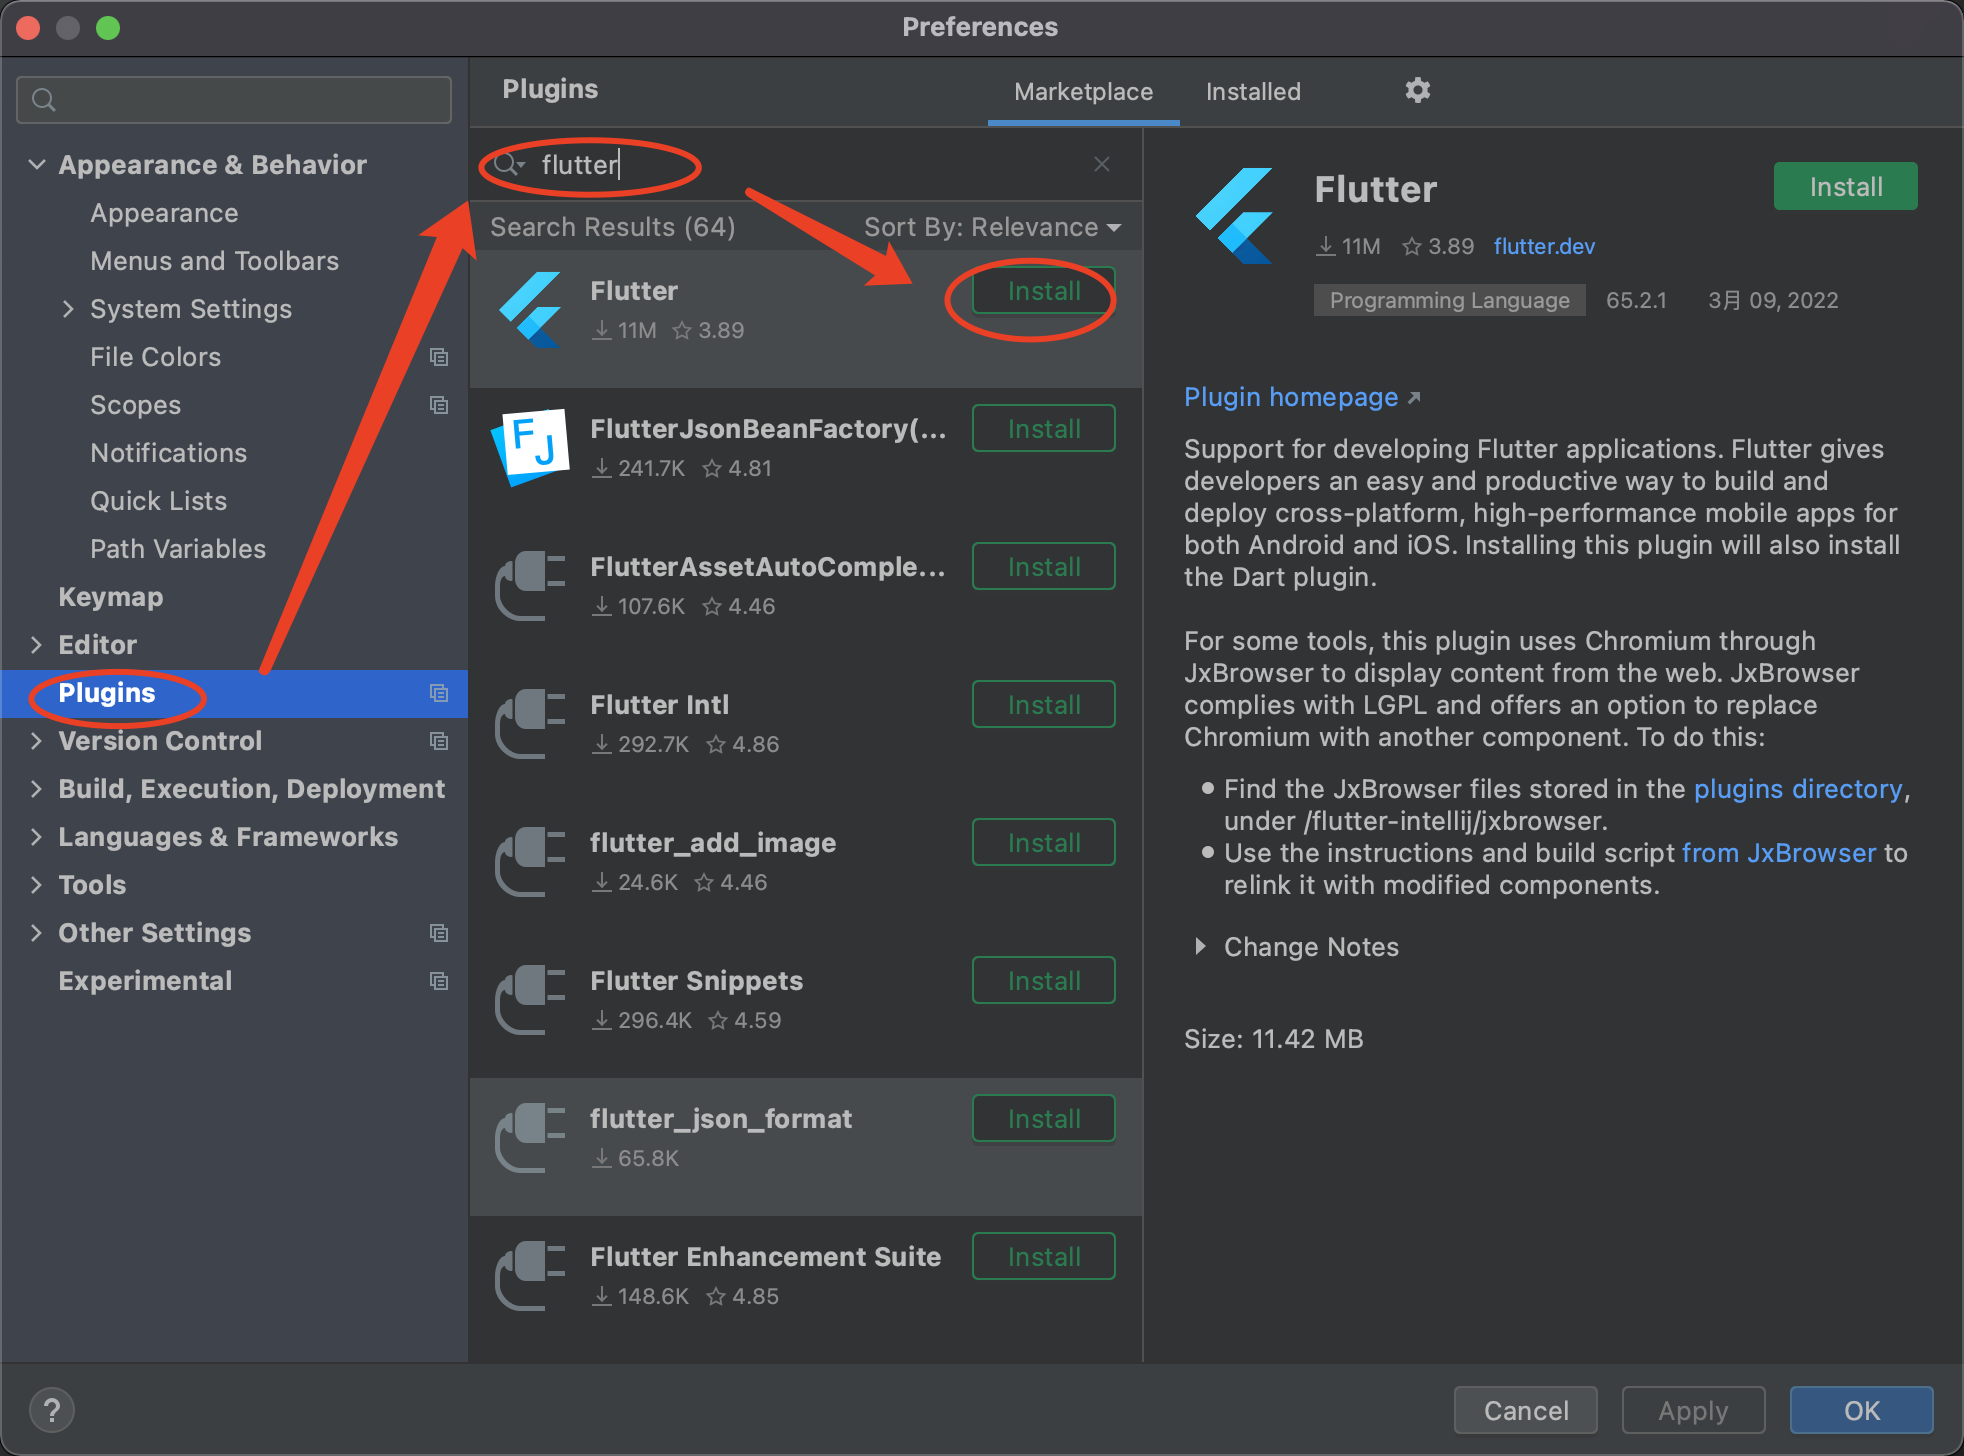 Preferences
Appearance & Behavior
Appearance
Menus and Toolbars
System Settings
File Colors
Scopes
Notifications
Quick Lists
Path Variables
Keymap
Editor
Plugins
Version Control
Build, Execution, Deployment
Languages & Frameworks
Tools
Other Settings
Experimental
Plugins
Marketplace
Installed
flutter
Search Results (64)
Sort By: Relevance
Flutter
11M 3.89
Install
FlutterJsonBeanFactory(...
241.7K 4.81
Install
FlutterAssetAutoComple...
107.6K 4.46
Install
Flutter Intl
292.7K 4.86
Install
flutter_add_image
24.6K 4.46
Install
Flutter Snippets
296.4K 4.59
Install
flutter_json_format
65.8K
Install
Flutter Enhancement Suite
148.6K 4.85
Install
FJ
Flutter
Install
11M 3.89 flutter.dev
Programming Language 65.2.1 3月 09, 2022
Plugin homepage
Support for developing Flutter applications. Flutter gives
developers an easy and productive way to build and
deploy cross-platform, high-performance mobile apps for
both Android and iOS. Installing this plugin will also install
the Dart plugin.
For some tools, this plugin uses Chromium through
JxBrowser to display content from the web. JxBrowser
complies with LGPL and offers an option to replace
Chromium with another component. To do this:
• Find the JxBrowser files stored in the plugins directory,
under /flutter-intellij/jxbrowser.
• Use the instructions and build script from JxBrowser to
relink it with modified components.
Change Notes
Size: 11.42 MB
?
Cancel
Apply
OK